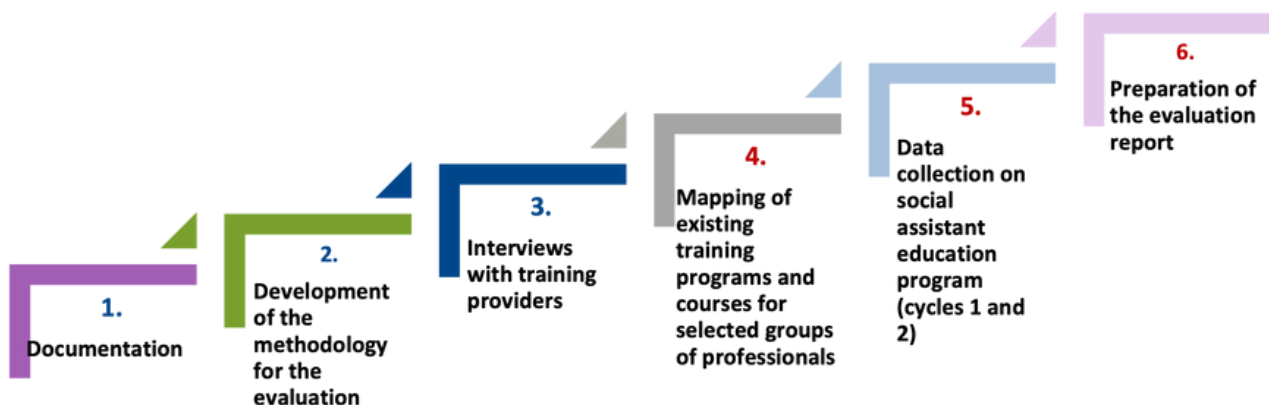 1.
Documentation
2.
Development
of the
methodology
for the
evaluation
3.
Interviews
with training
providers
4.
Mapping of
existing
training
programs and
courses for
selected groups
of professionals
5.
Data
collection on
social
assistant
education
program
(cycles 1 and
2)
6.
Preparation of
the evaluation
report